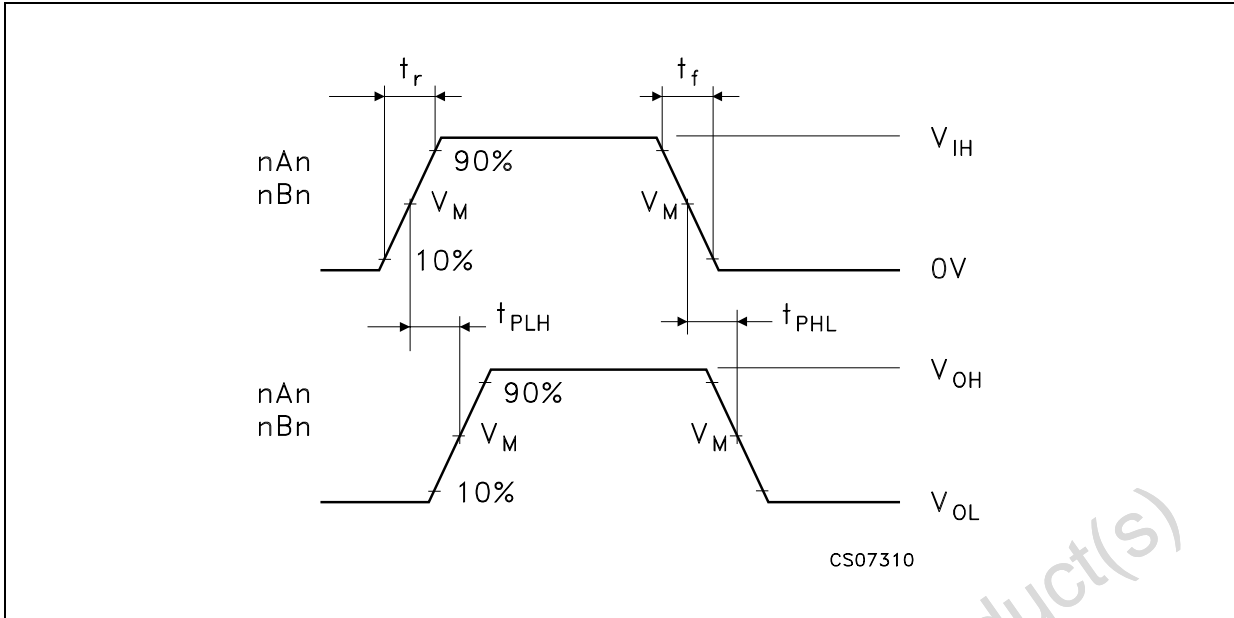 tr tf
nAn
nBn
90%
VM VM
10%
VIH
0V
tPLH tPHL
nAn
nBn
90%
VM VM
10%
VOH
VOL
CS07310